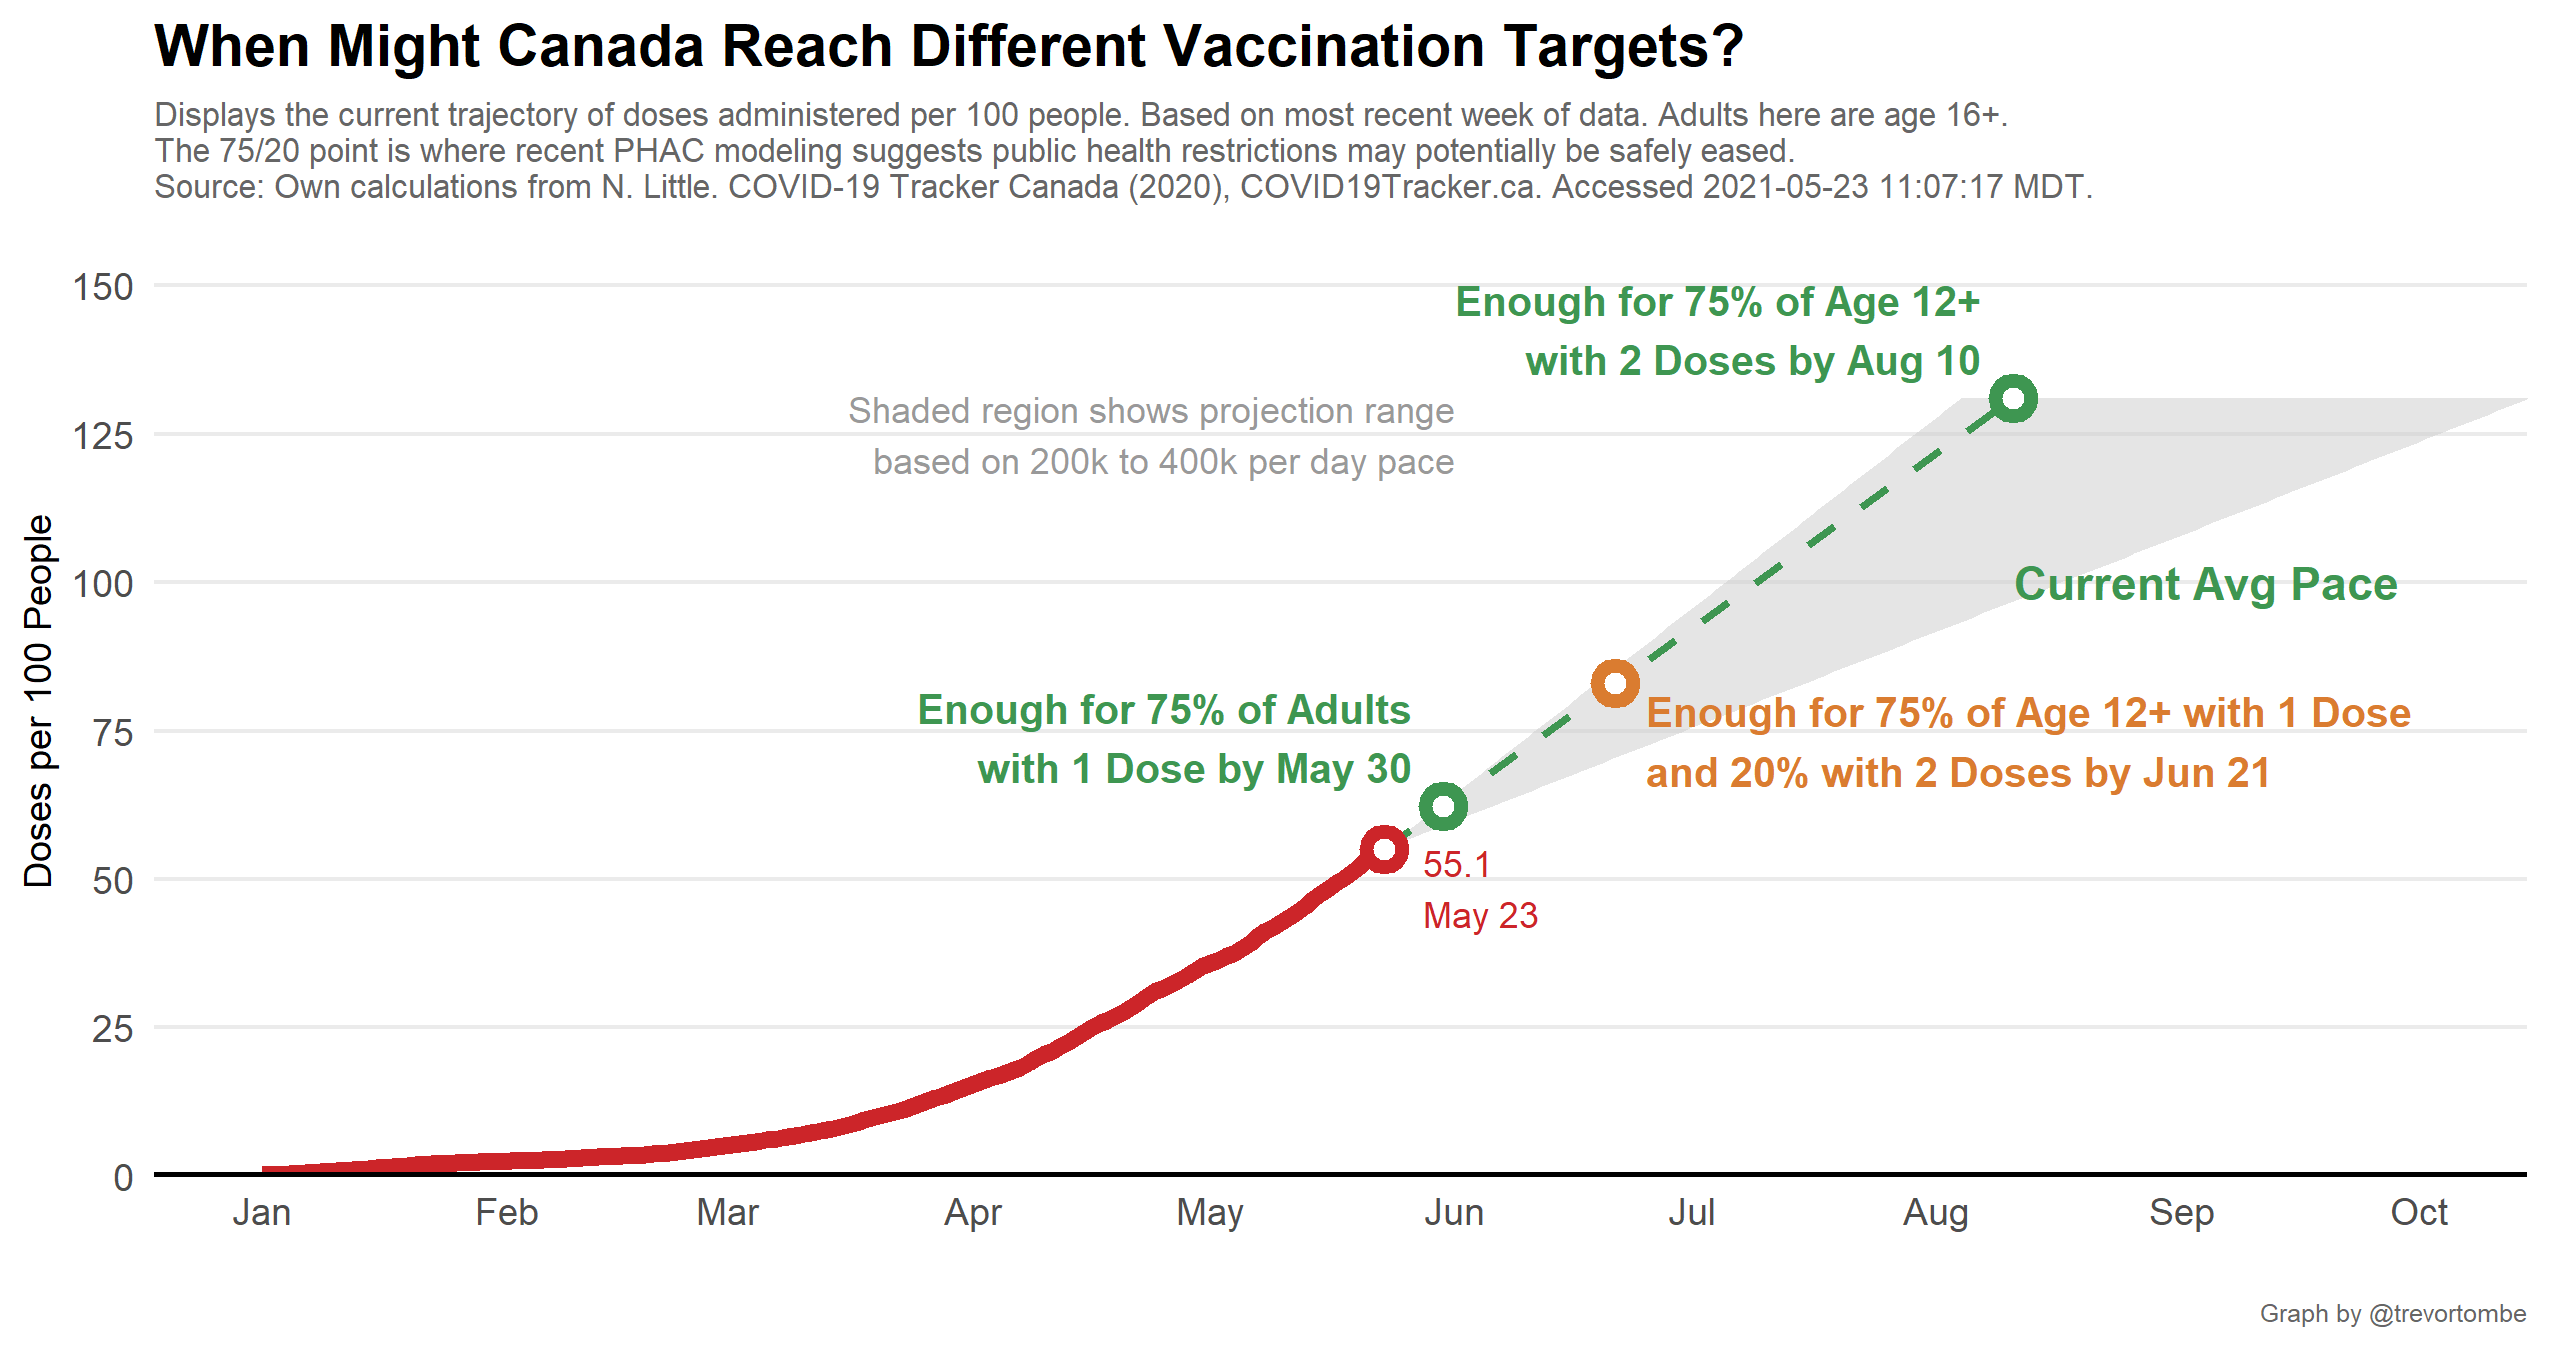 When Might Canada Reach Different Vaccination Targets?
Displays the current trajectory of doses administered per 100 people. Based on most recent week of data. Adults here are age 16+.
The 75/20 point is where recent PHAC modeling suggests public health restrictions may potentially be safely eased.
Source: Own calculations from N. Little. COVID-19 Tracker Canada (2020), COVID19Tracker.ca. Accessed 2021-05-23 11:07:17 MDT.
Doses per 100 People
150
125
100
75
50
25
0
Enough for 75% of Age 12+
with 2 Doses by Aug 10
Shaded region shows projection range
based on 200k to 400k per day pace
Current Avg Pace
Enough for 75% of Adults
with 1 Dose by May 30
Enough for 75% of Age 12+ with 1 Dose
and 20% with 2 Doses by Jun 21
55.1
May 23
Jan Feb Mar Apr May Jun Jul Aug Sep Oct
Graph by @trevortombe